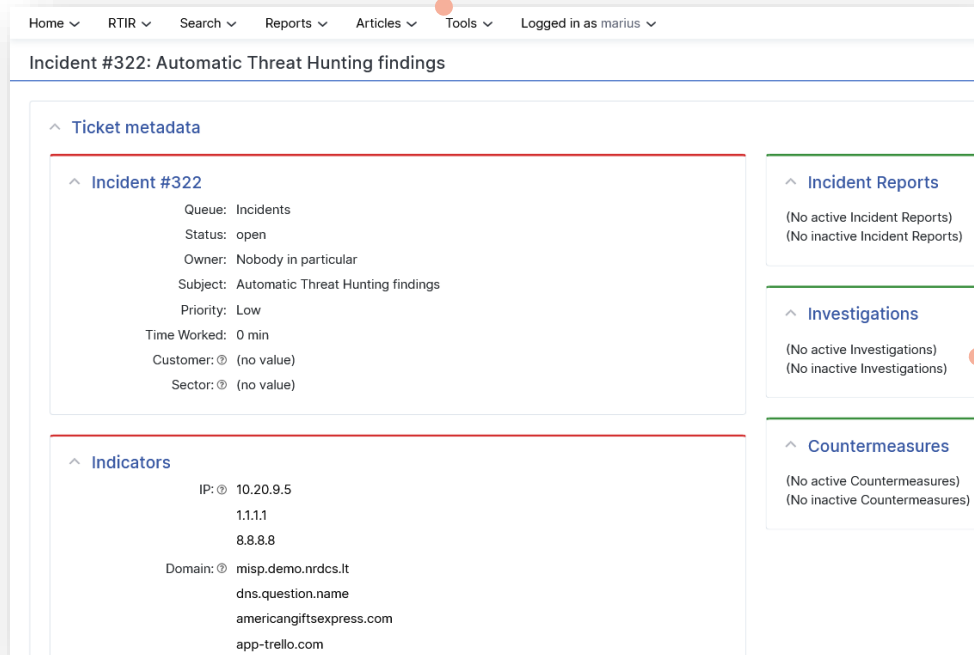 Home RTIR Search Reports Articles Tools Logged in as marius
Incident #322: Automatic Threat Hunting findings
Ticket metadata
Incident #322
Queue: Incidents
Status: open
Owner: Nobody in particular
Subject: Automatic Threat Hunting findings
Priority: Low
Time Worked: 0 min
Customer: (no value)
Sector: (no value)
Indicators
IP: 10.20.9.5
1.1.1.1
8.8.8.8
Domain: misp.demo.nrdcs.lt
dns.question.name
americangiftsexpress.com
app-trello.com
Incident Reports
(No active Incident Reports)
(No inactive Incident Reports)
Investigations
(No active Investigations)
(No inactive Investigations)
Countermeasures
(No active Countermeasures)
(No inactive Countermeasures)